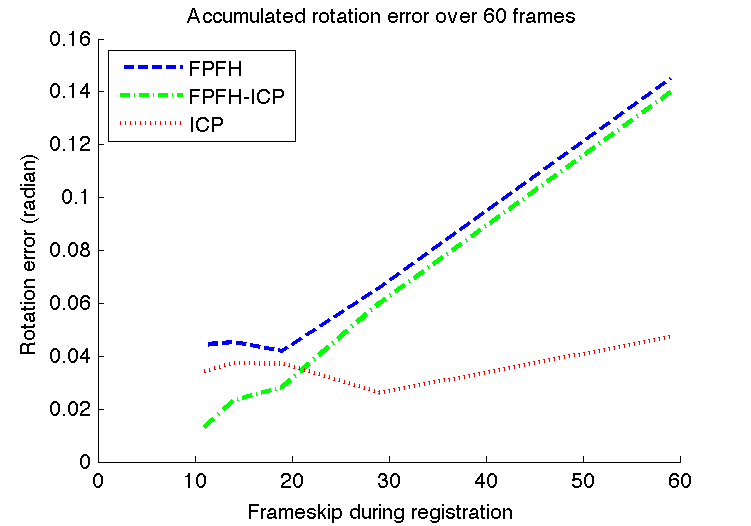 Accumulated rotation error over 60 frames
0.16
0.14
0.12
0.1
0.08
0.06
0.04
0.02
0
FPFH
FPFH-ICP
ICP
Rotation error (radian)
0 10 20 30 40 50 60
Frameskip during registration